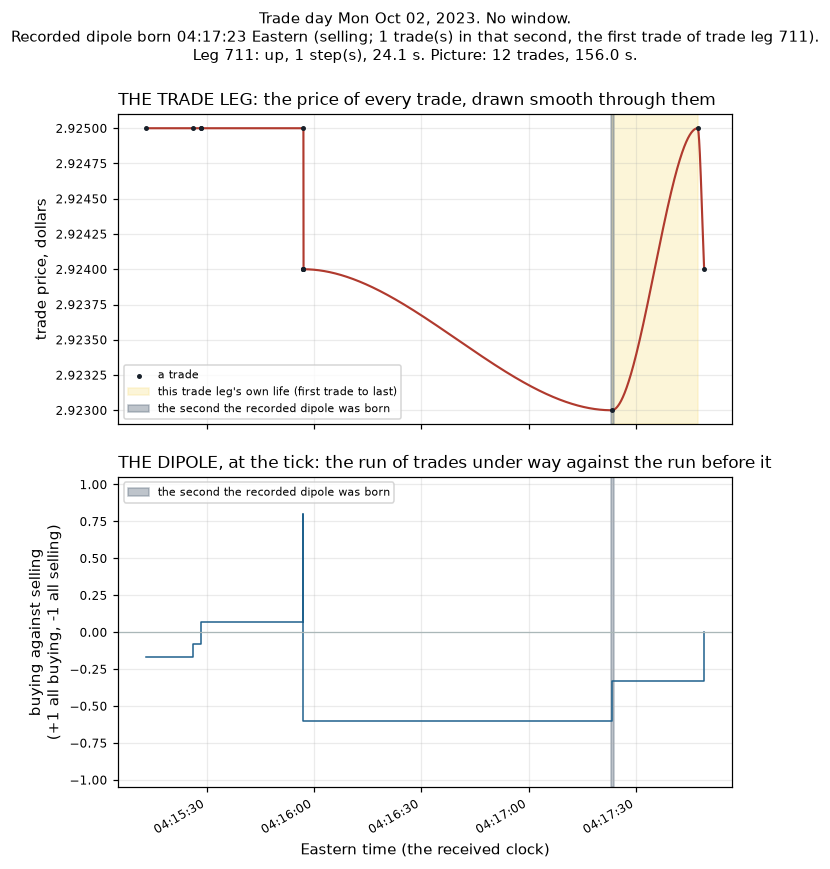 Trade day Mon Oct 02, 2023. No window.
Recorded dipole born 04:17:23 Eastern (selling; 1 trade(s) in that second, the first trade of trade leg 711).
Leg 711: up, 1 step(s), 24.1 s. Picture: 12 trades, 156.0 s.
THE TRADE LEG: the price of every trade, drawn smooth through them
trade price, dollars
2.92500
2.92475
2.92450
2.92425
2.92400
2.92375
2.92350
2.92325
2.92300
a trade
this trade leg's own life (first trade to last)
the second the recorded dipole was born
THE DIPOLE, at the tick: the run of trades under way against the run before it
buying against selling
(+1 all buying, -1 all selling)
1.00
0.75
0.50
0.25
0.00
−0.25
−0.50
−0.75
−1.00
the second the recorded dipole was born
04:15:30
04:16:00
04:16:30
04:17:00
04:17:30
Eastern time (the received clock)